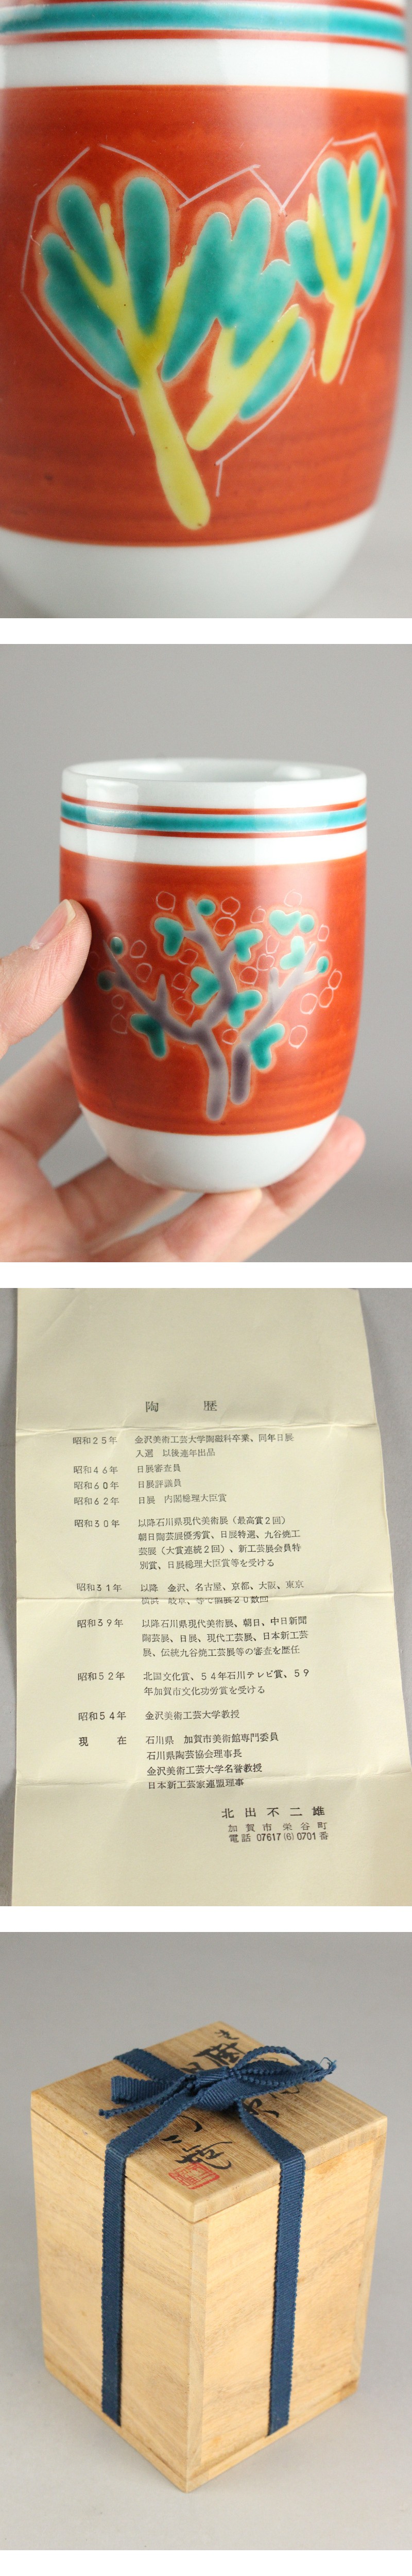 陶 歴
昭和25年 金沢美術工芸大学陶磁科卒業、同年日展
入選 以後連年出品
昭和46年 日展審査員
昭和60年 日展評議員
昭和62年 日展 内閣総理大臣賞
昭和30年 以降石川県現代美術展（最高賞2回）
朝日陶芸展優秀賞、日展特選、九谷焼工
芸展（大賞連続2回）、新工芸展会員特
別賞、日展総理大臣賞等を受ける
昭和31年 以降 金沢、名古屋、京都、大阪、東京
横浜 岐阜、等で個展20数回
昭和39年 以降石川県現代美術展、朝日、中日新聞
陶芸展、日展、現代工芸展、日本新工芸
展、伝統九谷焼工芸展等の審査を歴任
昭和52年 北国文化賞、54年石川テレビ賞、59
年加賀市文化功労賞を受ける
昭和54年 金沢美術工芸大学教授
現 在 石川県 加賀市美術館専門委員
石川県陶芸協会理事長
金沢美術工芸大学名誉教授
日本新工芸家連盟理事
北出不二雄
加賀市栄谷町
電話 07617(6)0701番